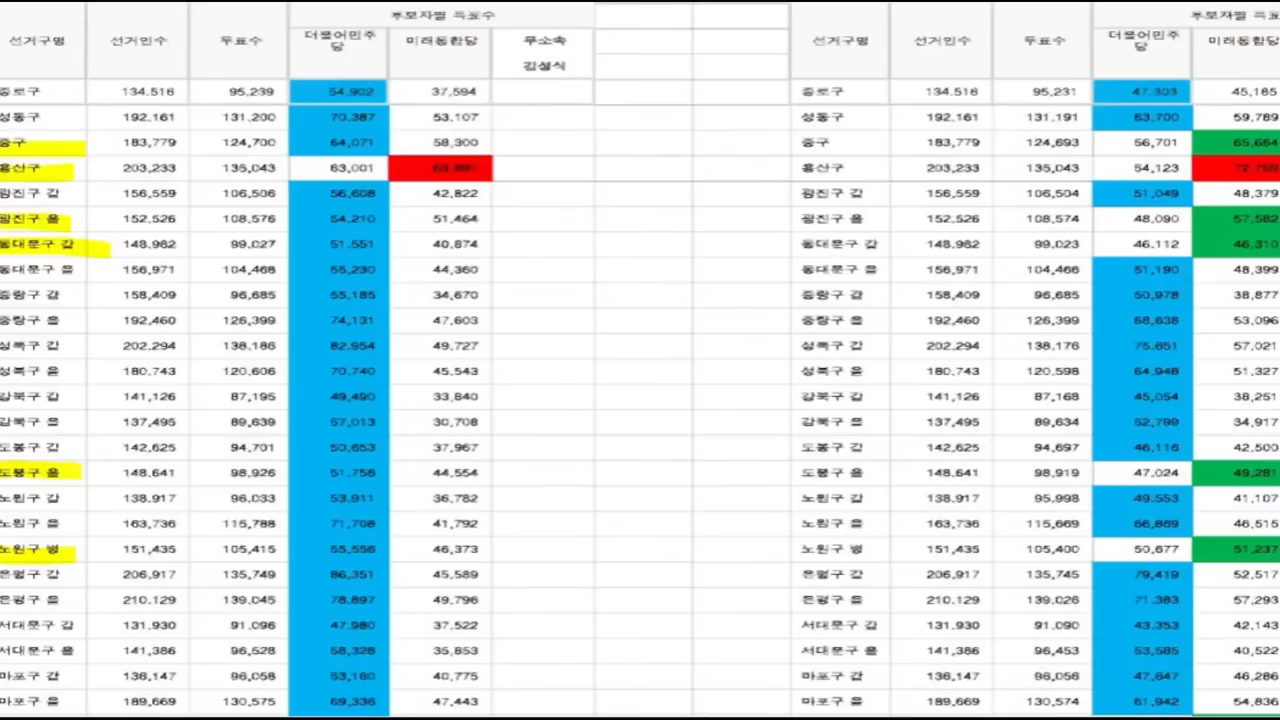 후보자별 득표수 후보자별 득표
선거구명 선거인수 투표수 더불어민주당 미래통합당 무소속 선거구명 선거인수 투표수 더불어민주당 미래통합당
김성식
종로구 134,516 95,239 54,902 37,594 종로구 134,516 95,231 47,303 45,185
성동구 192,161 131,200 70,387 53,107 성동구 192,161 131,191 63,700 59,789
중구 183,779 124,700 64,071 58,300 중구 183,779 124,693 56,701 65,664
용산구 203,233 135,043 63,001 용산구 203,233 135,043 54,123
광진구 갑 156,559 106,506 56,608 42,822 광진구 갑 156,559 106,504 51,049 48,379
광진구 을 152,526 108,576 54,210 51,464 광진구 을 152,526 108,574 48,090 57,582
동대문구 갑 148,982 99,027 51,551 40,874 동대문구 갑 148,982 99,023 46,112 46,310
동대문구 을 156,971 104,468 55,230 44,360 동대문구 을 156,971 104,466 51,190 48,399
중랑구 갑 158,409 96,685 55,185 34,670 중랑구 갑 158,409 96,685 50,978 38,877
중랑구 을 192,460 126,399 74,131 47,603 중랑구 을 192,460 126,399 68,638 53,096
성북구 갑 202,294 138,186 82,954 49,727 성북구 갑 202,294 138,176 75,651 57,021
성북구 을 180,743 120,606 70,740 45,543 성북구 을 180,743 120,598 64,948 51,327
강북구 갑 141,126 87,195 49,490 33,840 강북구 갑 141,126 87,168 45,054 38,251
강북구 을 137,495 89,639 57,013 30,708 강북구 을 137,495 89,634 52,799 34,917
도봉구 갑 142,625 94,701 50,653 37,967 도봉구 갑 142,625 94,697 46,116 42,500
도봉구 을 148,641 98,926 51,756 44,554 도봉구 을 148,641 98,919 47,024 49,281
노원구 갑 138,917 96,033 53,911 36,782 노원구 갑 138,917 95,998 49,553 41,107
노원구 을 163,736 115,788 71,708 41,792 노원구 을 163,736 115,669 66,889 46,515
노원구 병 151,435 105,415 55,556 46,373 노원구 병 151,435 105,400 50,677 51,237
은평구 갑 206,917 135,749 86,351 45,589 은평구 갑 206,917 135,745 79,419 52,517
은평구 을 210,129 139,045 78,897 49,796 은평구 을 210,129 139,026 71,383 57,293
서대문구 갑 131,930 91,096 47,980 37,522 서대문구 갑 131,930 91,090 43,353 42,143
서대문구 을 141,386 96,528 58,328 35,853 서대문구 을 141,386 96,453 53,585 40,522
마포구 갑 136,147 96,058 53,160 40,775 마포구 갑 136,147 96,056 47,647 46,286
마포구 을 189,669 130,575 69,336 47,443 마포구 을 189,669 130,574 61,942 54,836